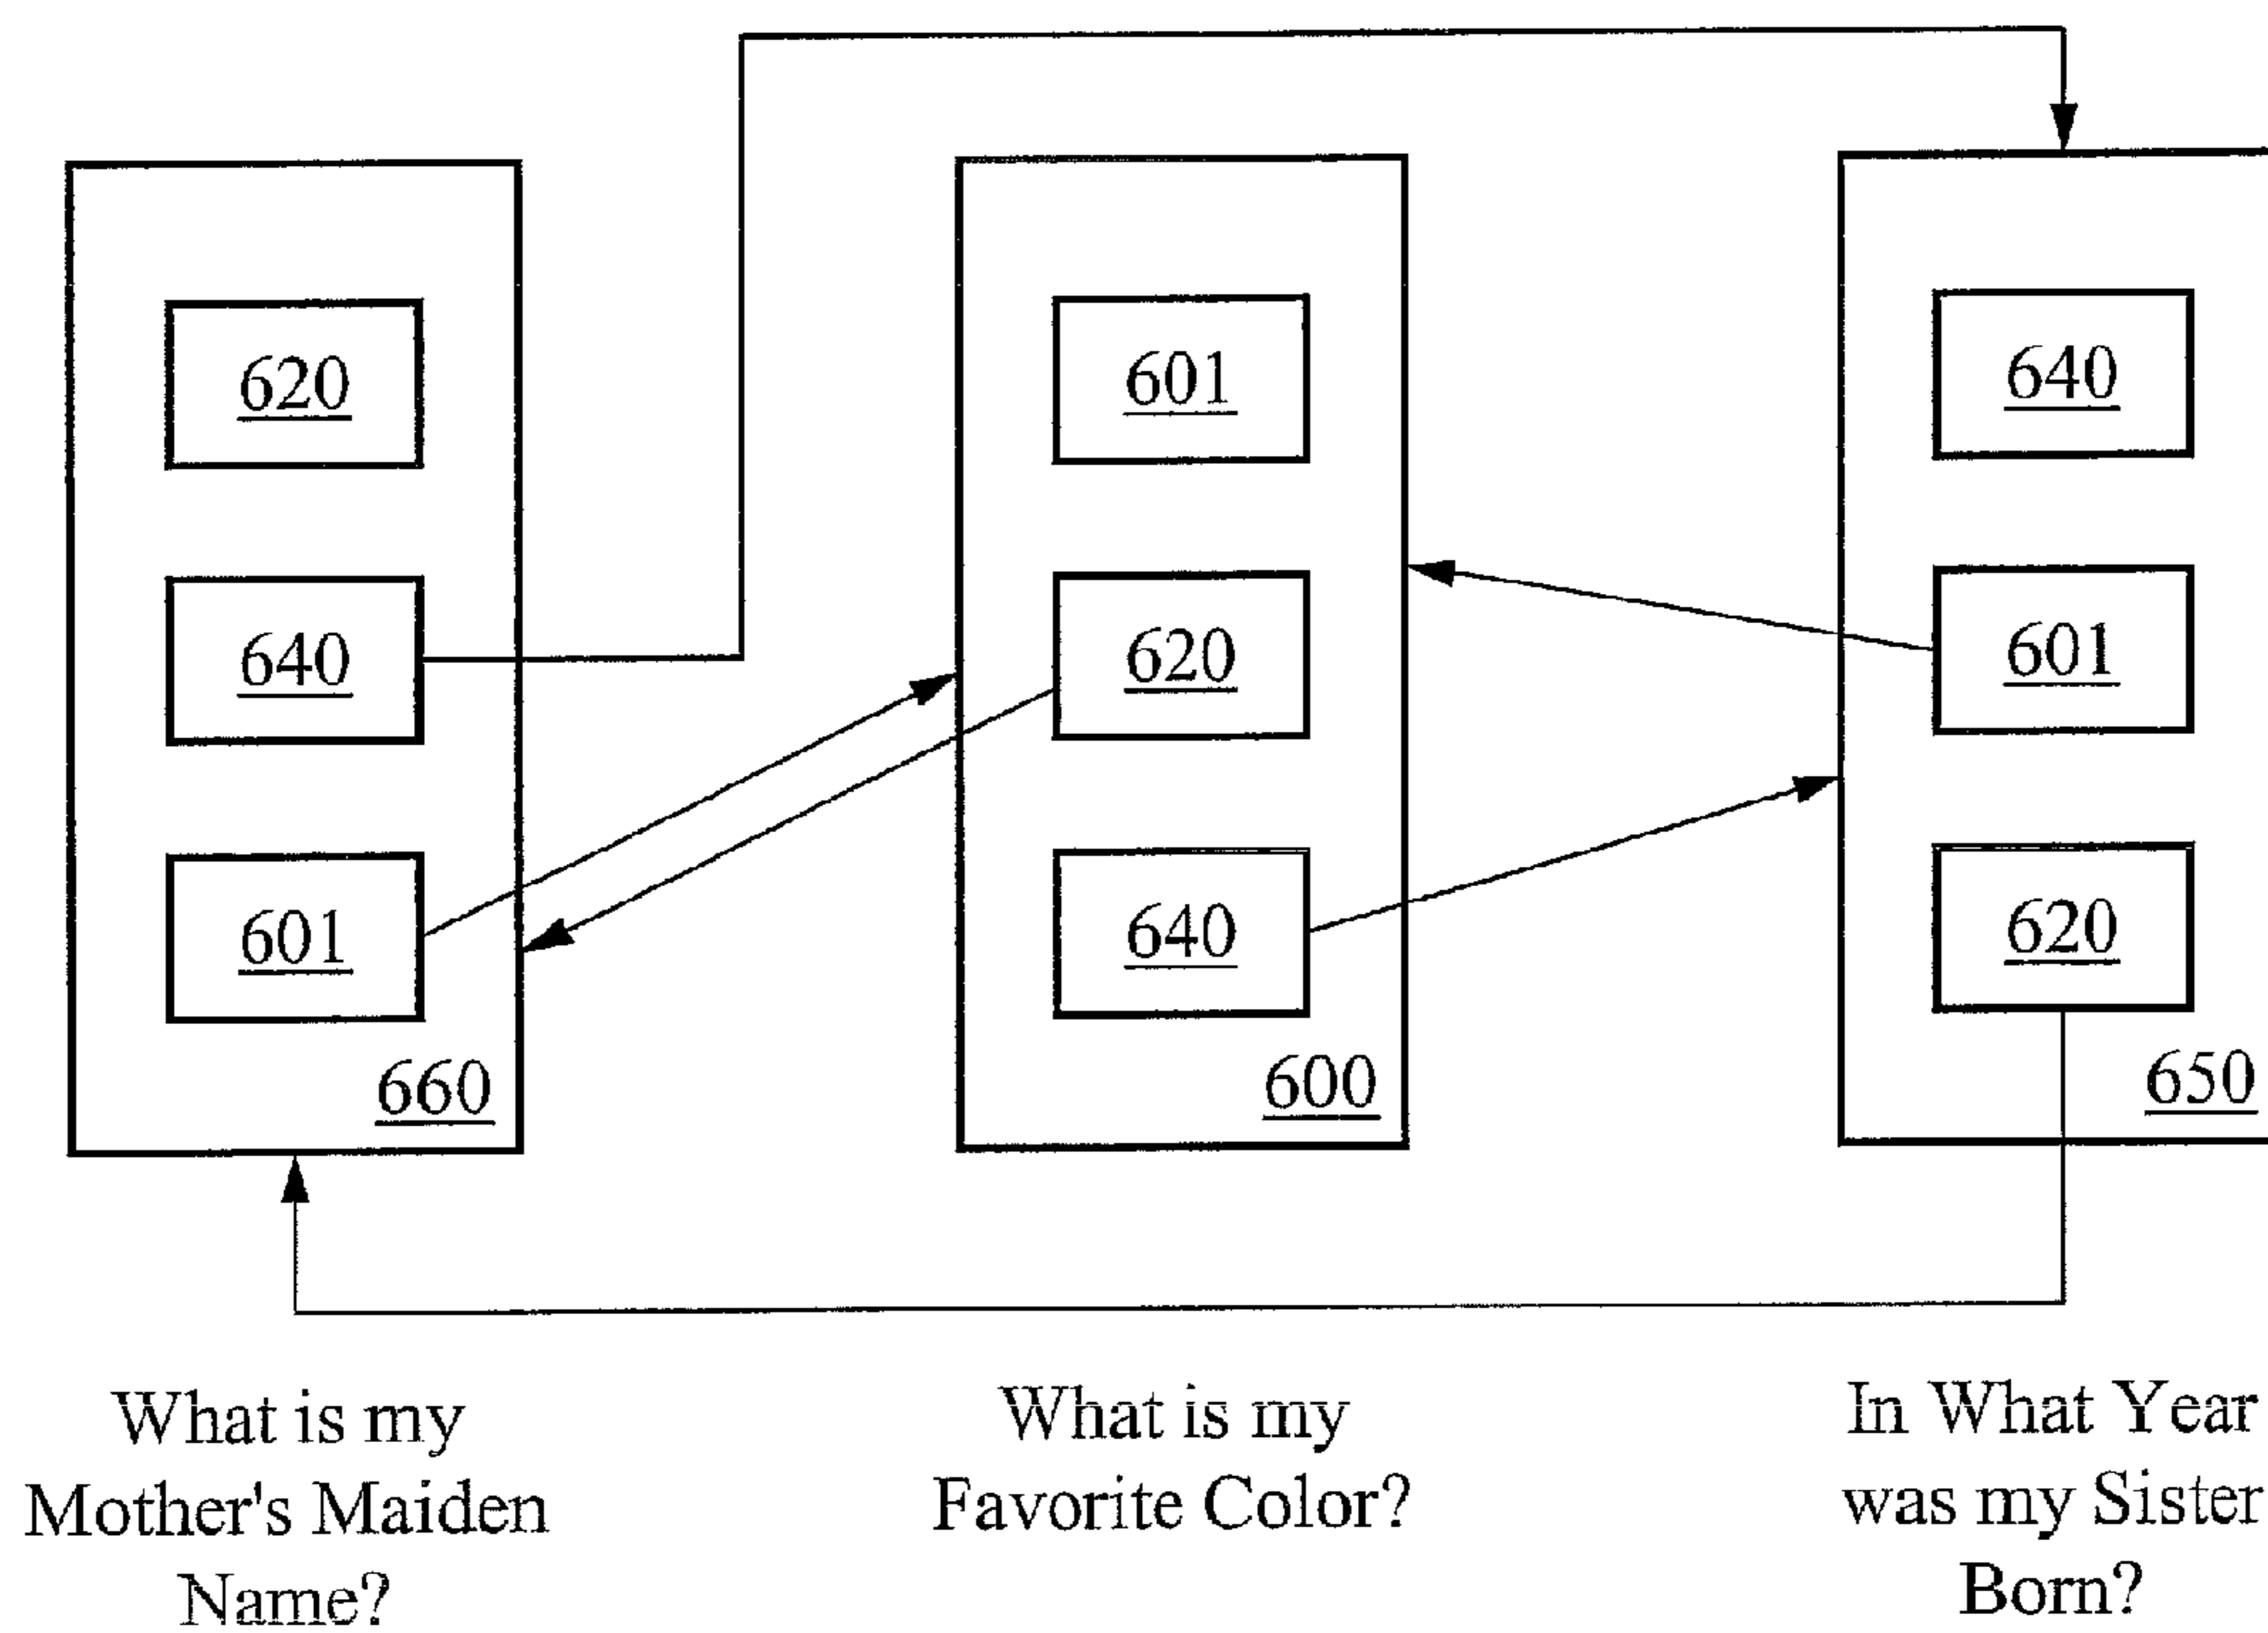 620
640
601
660
601
620
640
600
640
601
620
650
What is my
Mother's Maiden
Name?
What is my
Favorite Color?
In What Year
was my Sister
Born?